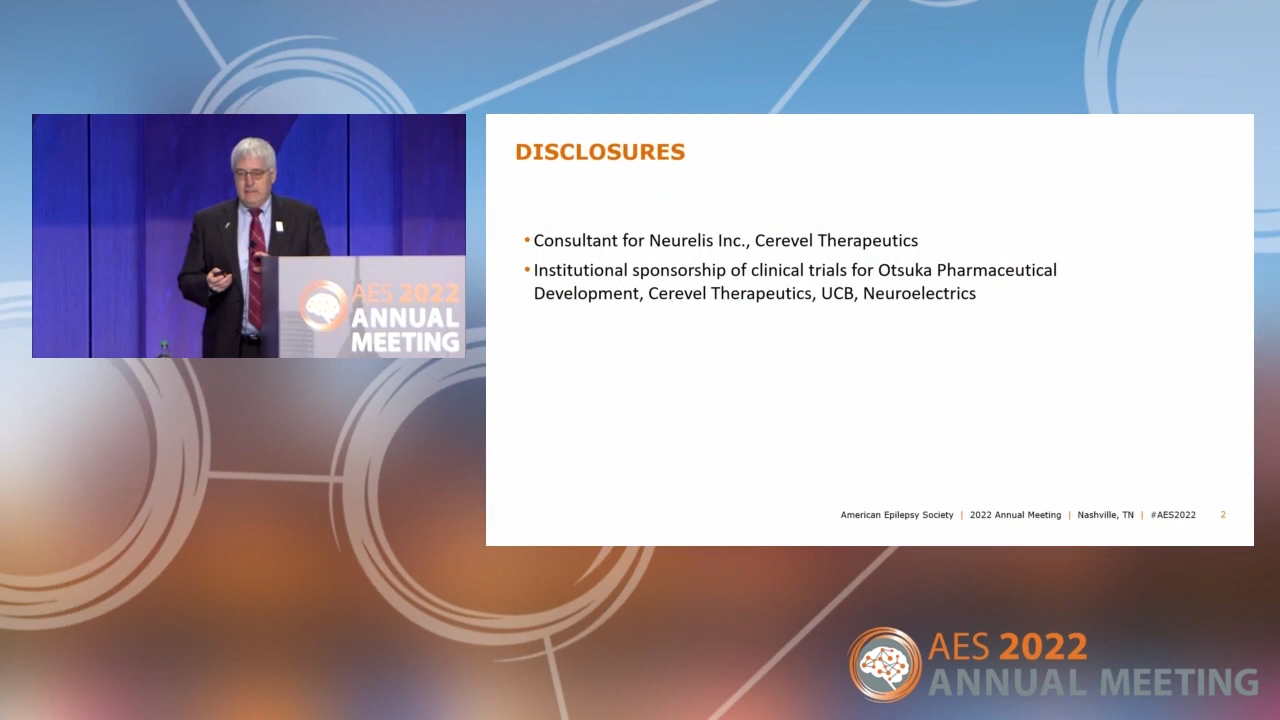 DISCLOSURES
• Consultant for Neurelis Inc., Cerevel Therapeutics
• Institutional sponsorship of clinical trials for Otsuka Pharmaceutical
Development, Cerevel Therapeutics, UCB, Neuroelectrics
American Epilepsy Society | 2022 Annual Meeting | Nashville, TN | #AES2022 2
AES 2022
ANNUAL
MEETING
AES 2022
ANNUAL MEETING